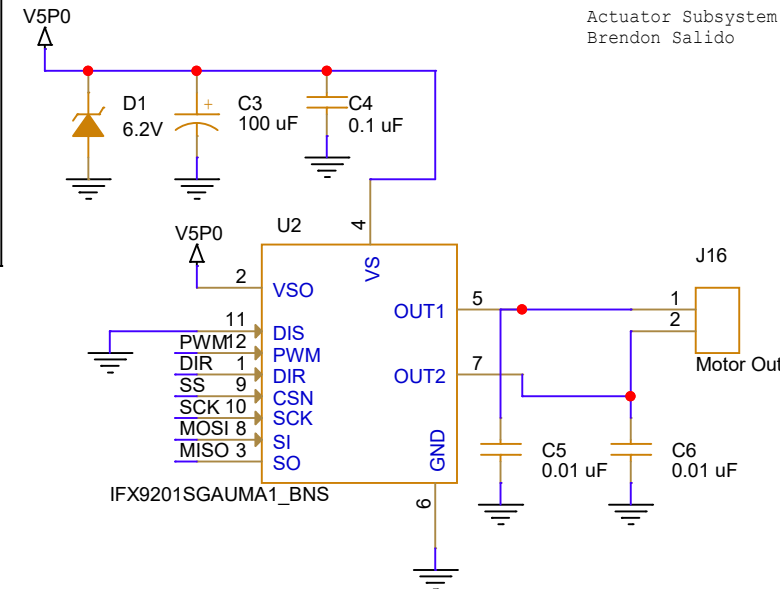 V5P0
Actuator Subsystem
Brendon Salido
D1
6.2V
+
C3
100 uF
C4
0.1 uF
V5P0
U2
4
VS
J16
2
VSO
5
OUT1
1
2
11
DIS
PWM
12
PWM
DIR
1
DIR
7
OUT2
Motor Out
SS
9
CSN
SCK
10
SCK
MOSI
8
SI
MISO
3
SO
GND
6
C5
0.01 uF
C6
0.01 uF
IFX9201SGAUMA1_BNS